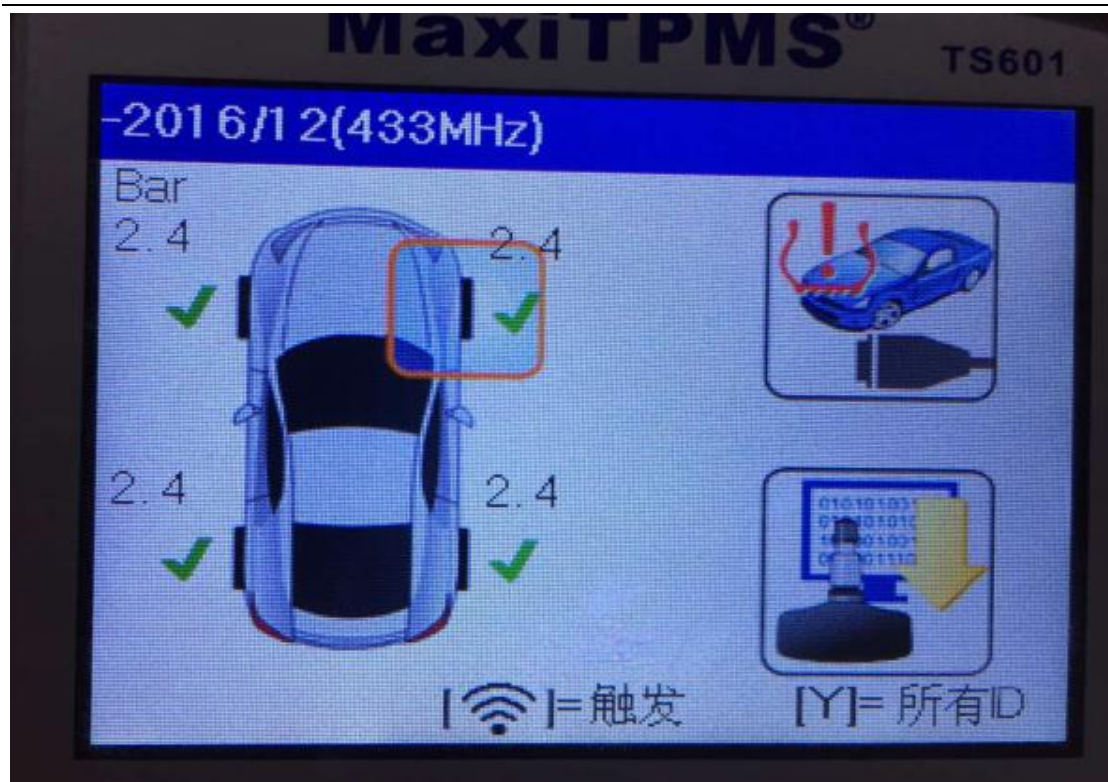 MaxiTPMS®
TS601
-2016/12(433MHz)
Bar
2.4
2.4
2.4
2.4
[]=触发
[Y]= 所有ID